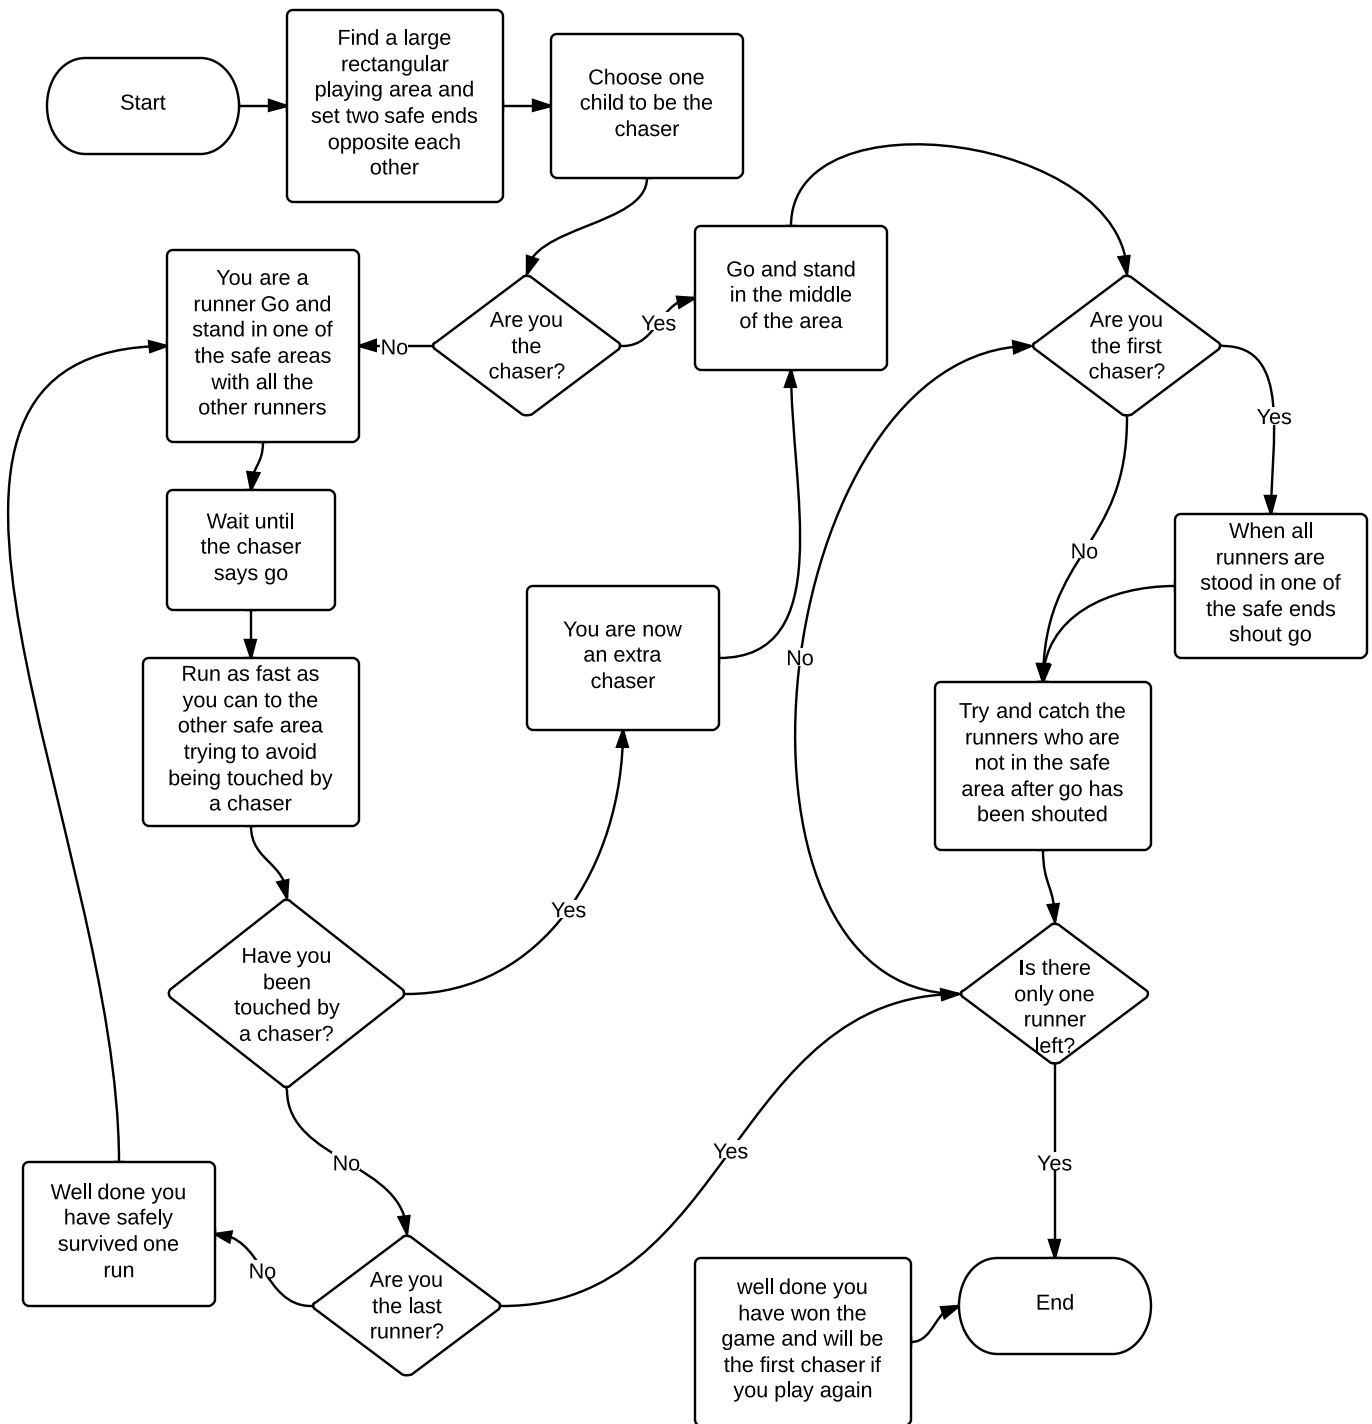 Start
Find a large
rectangular
playing area and
set two safe ends
opposite each
other
Choose one
child to be the
chaser
Are you
the
chaser?
No
Yes
You are a
runner Go and
stand in one of
the safe areas
with all the
other runners
Go and stand
in the middle
of the area
Are you
the first
chaser?
Yes
No
Wait until
the chaser
says go
When all
runners are
stood in one of
the safe ends
shout go
You are now
an extra
chaser
No
Run as fast as
you can to the
other safe area
trying to avoid
being touched by
a chaser
Try and catch the
runners who are
not in the safe
area after go has
been shouted
Yes
Have you
been
touched by
a chaser?
Is there
only one
runner
left?
No
Yes
Yes
Well done you
have safely
survived one
run
No
Are you
the last
runner?
well done you
have won the
game and will be
the first chaser if
you play again
End